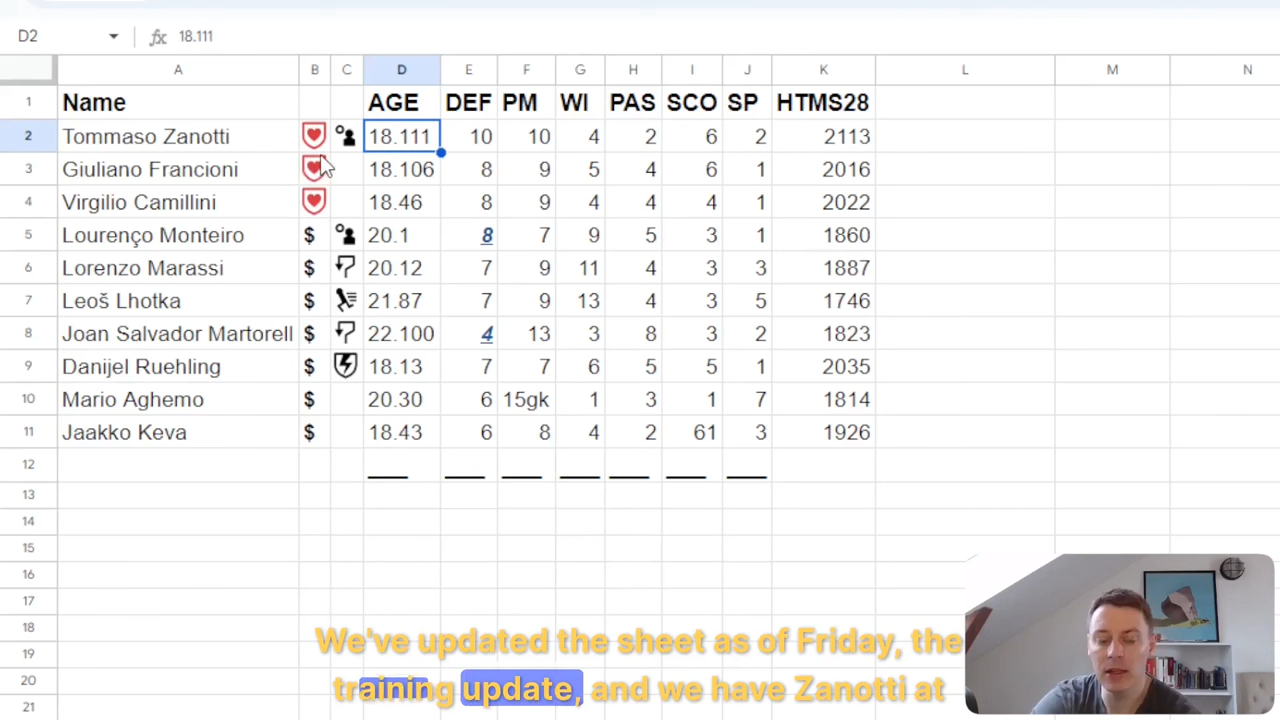 D2 fx 18.111
A B C D E F G H I J K L M N
1 Name AGE DEF PM WI PAS SCO SP HTMS28
2 Tommaso Zanotti 18.111 10 10 4 2 6 2 2113
3 Giuliano Francioni 18.106 8 9 5 4 6 1 2016
4 Virgilio Camillini 18.46 8 9 4 4 4 1 2022
5 Lourenço Monteiro $ 20.1 8 7 9 5 3 1 1860
6 Lorenzo Marassi $ 20.12 7 9 11 4 3 3 1887
7 Leoš Lhotka $ 21.87 7 9 13 4 3 5 1746
8 Joan Salvador Martorell $ 22.100 4 13 3 8 3 2 1823
9 Danijel Ruehling $ 18.13 7 7 6 5 5 1 2035
10 Mario Aghemo $ 20.30 6 15gk 1 3 1 7 1814
11 Jaakko Keva $ 18.43 6 8 4 2 61 3 1926
12
13
14
15
16
17
18
19
20
21
We've updated the sheet as of Friday, the
training update, and we have Zanotti at